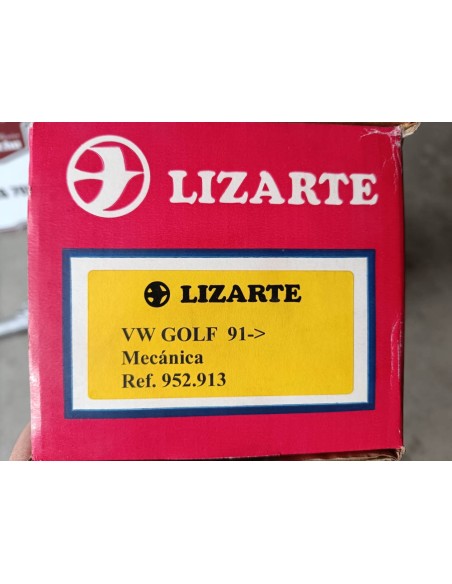 LIZARTE
LIZARTE
VW GOLF 91->
Mecánica
Ref. 952.913